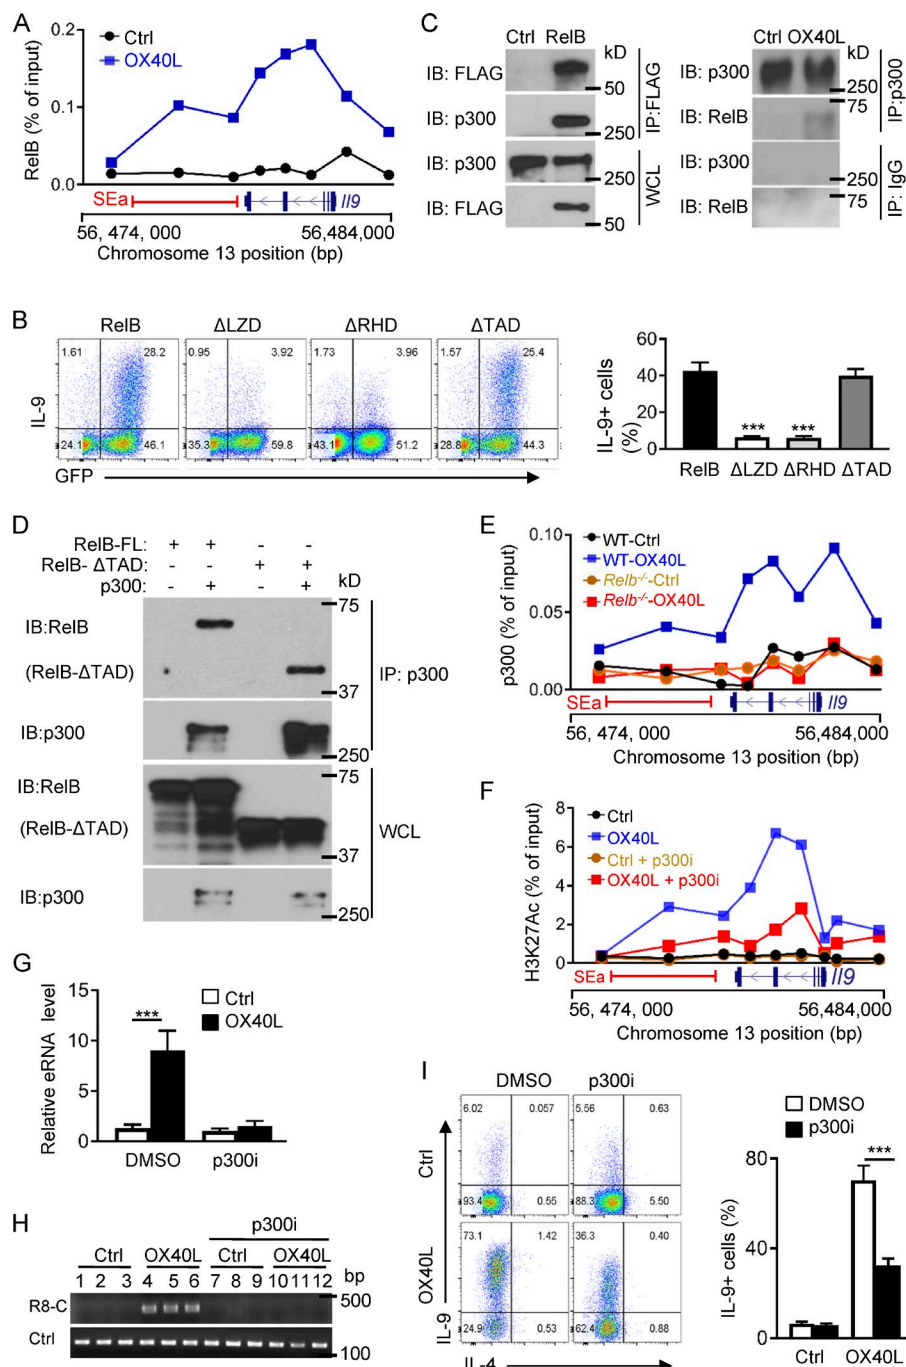 A
RelB (% of input)
0.2
0.1
0.0
Ctrl
OX40L
SEa
Il9
56, 474, 000
56,484,000
Chromosome 13 position (bp)
C
Ctrl RelB
kD
IB: FLAG
50
IB: p300
250
IP:FLAG
IB: p300
250
IB: FLAG
50
WCL
Ctrl OX40L
kD
IB: p300
250
75
IB: RelB
IP:p300
IB: p300
250
75
IB: RelB
IP: IgG
B
RelB
ΔLZD
ΔRHD
ΔTAD
1.61
28.2
24.1
46.1
0.95
3.92
35.3
59.8
1.73
3.96
43.1
51.2
1.57
25.4
28.8
44.3
IL-9
GFP
IL-9+ cells
(%)
60
40
20
0
***
***
RelB
ΔLZD
ΔRHD
ΔTAD
D
RelB-FL: + + - -
RelB- ΔTAD: - - + +
p300: - + - +
kD
75
IB:RelB
(RelB-ΔTAD)
37
IP: p300
IB:p300
250
75
IB:RelB
(RelB-ΔTAD)
37
WCL
IB:p300
250
E
p300 (% of input)
0.10
0.05
0.00
WT-Ctrl
WT-OX40L
Relb-/--Ctrl
Relb-/--OX40L
SEa
Il9
56, 474, 000
56,484,000
Chromosome 13 position (bp)
F
H3K27Ac (% of input)
8
6
4
2
0
Ctrl
OX40L
Ctrl + p300i
OX40L + p300i
SEa
Il9
56, 474, 000
56,484,000
Chromosome 13 position (bp)
G
Relative eRNA level
15
10
5
0
***
Ctrl
OX40L
DMSO
p300i
H
p300i
Ctrl
OX40L
Ctrl
OX40L
1 2 3 4 5 6 7 8 9 10 11 12
bp
R8-C
500
Ctrl
100
I
DMSO
p300i
Ctrl
6.02
0.057
93.4
0.55
5.56
0.63
88.3
5.50
OX40L
73.1
1.42
24.9
0.53
36.3
0.40
62.4
0.88
IL-9
IL-4
DMSO
p300i
IL-9+ cells (%)
80
40
0
***
Ctrl
OX40L